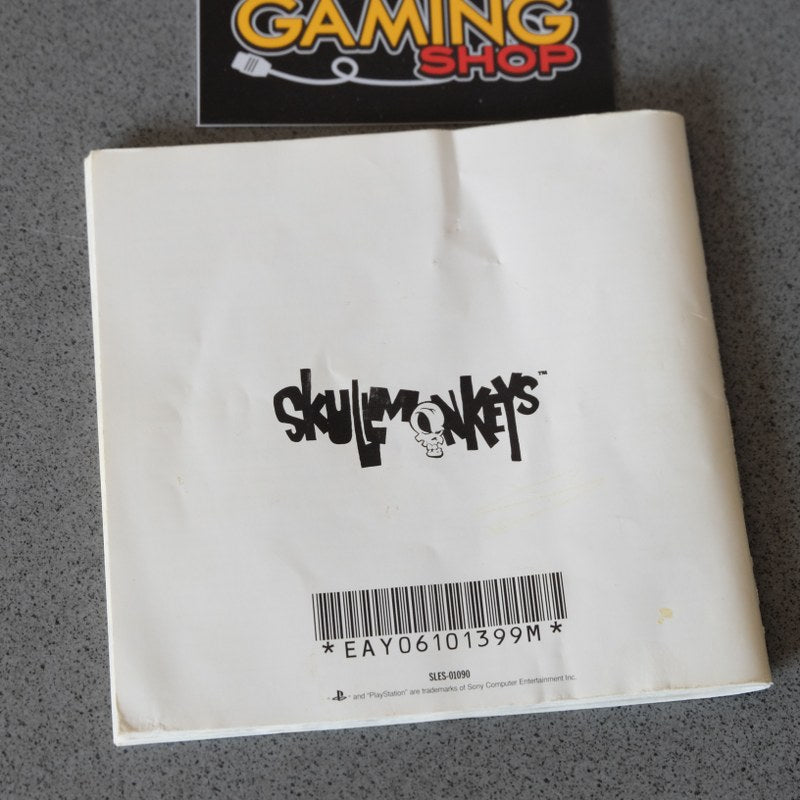 GAMING
SHOP
SKULLMONKEYS™
*EAY06101399M*
SLES-01090
" and "PlayStation" are trademarks of Sony Computer Entertainment Inc.